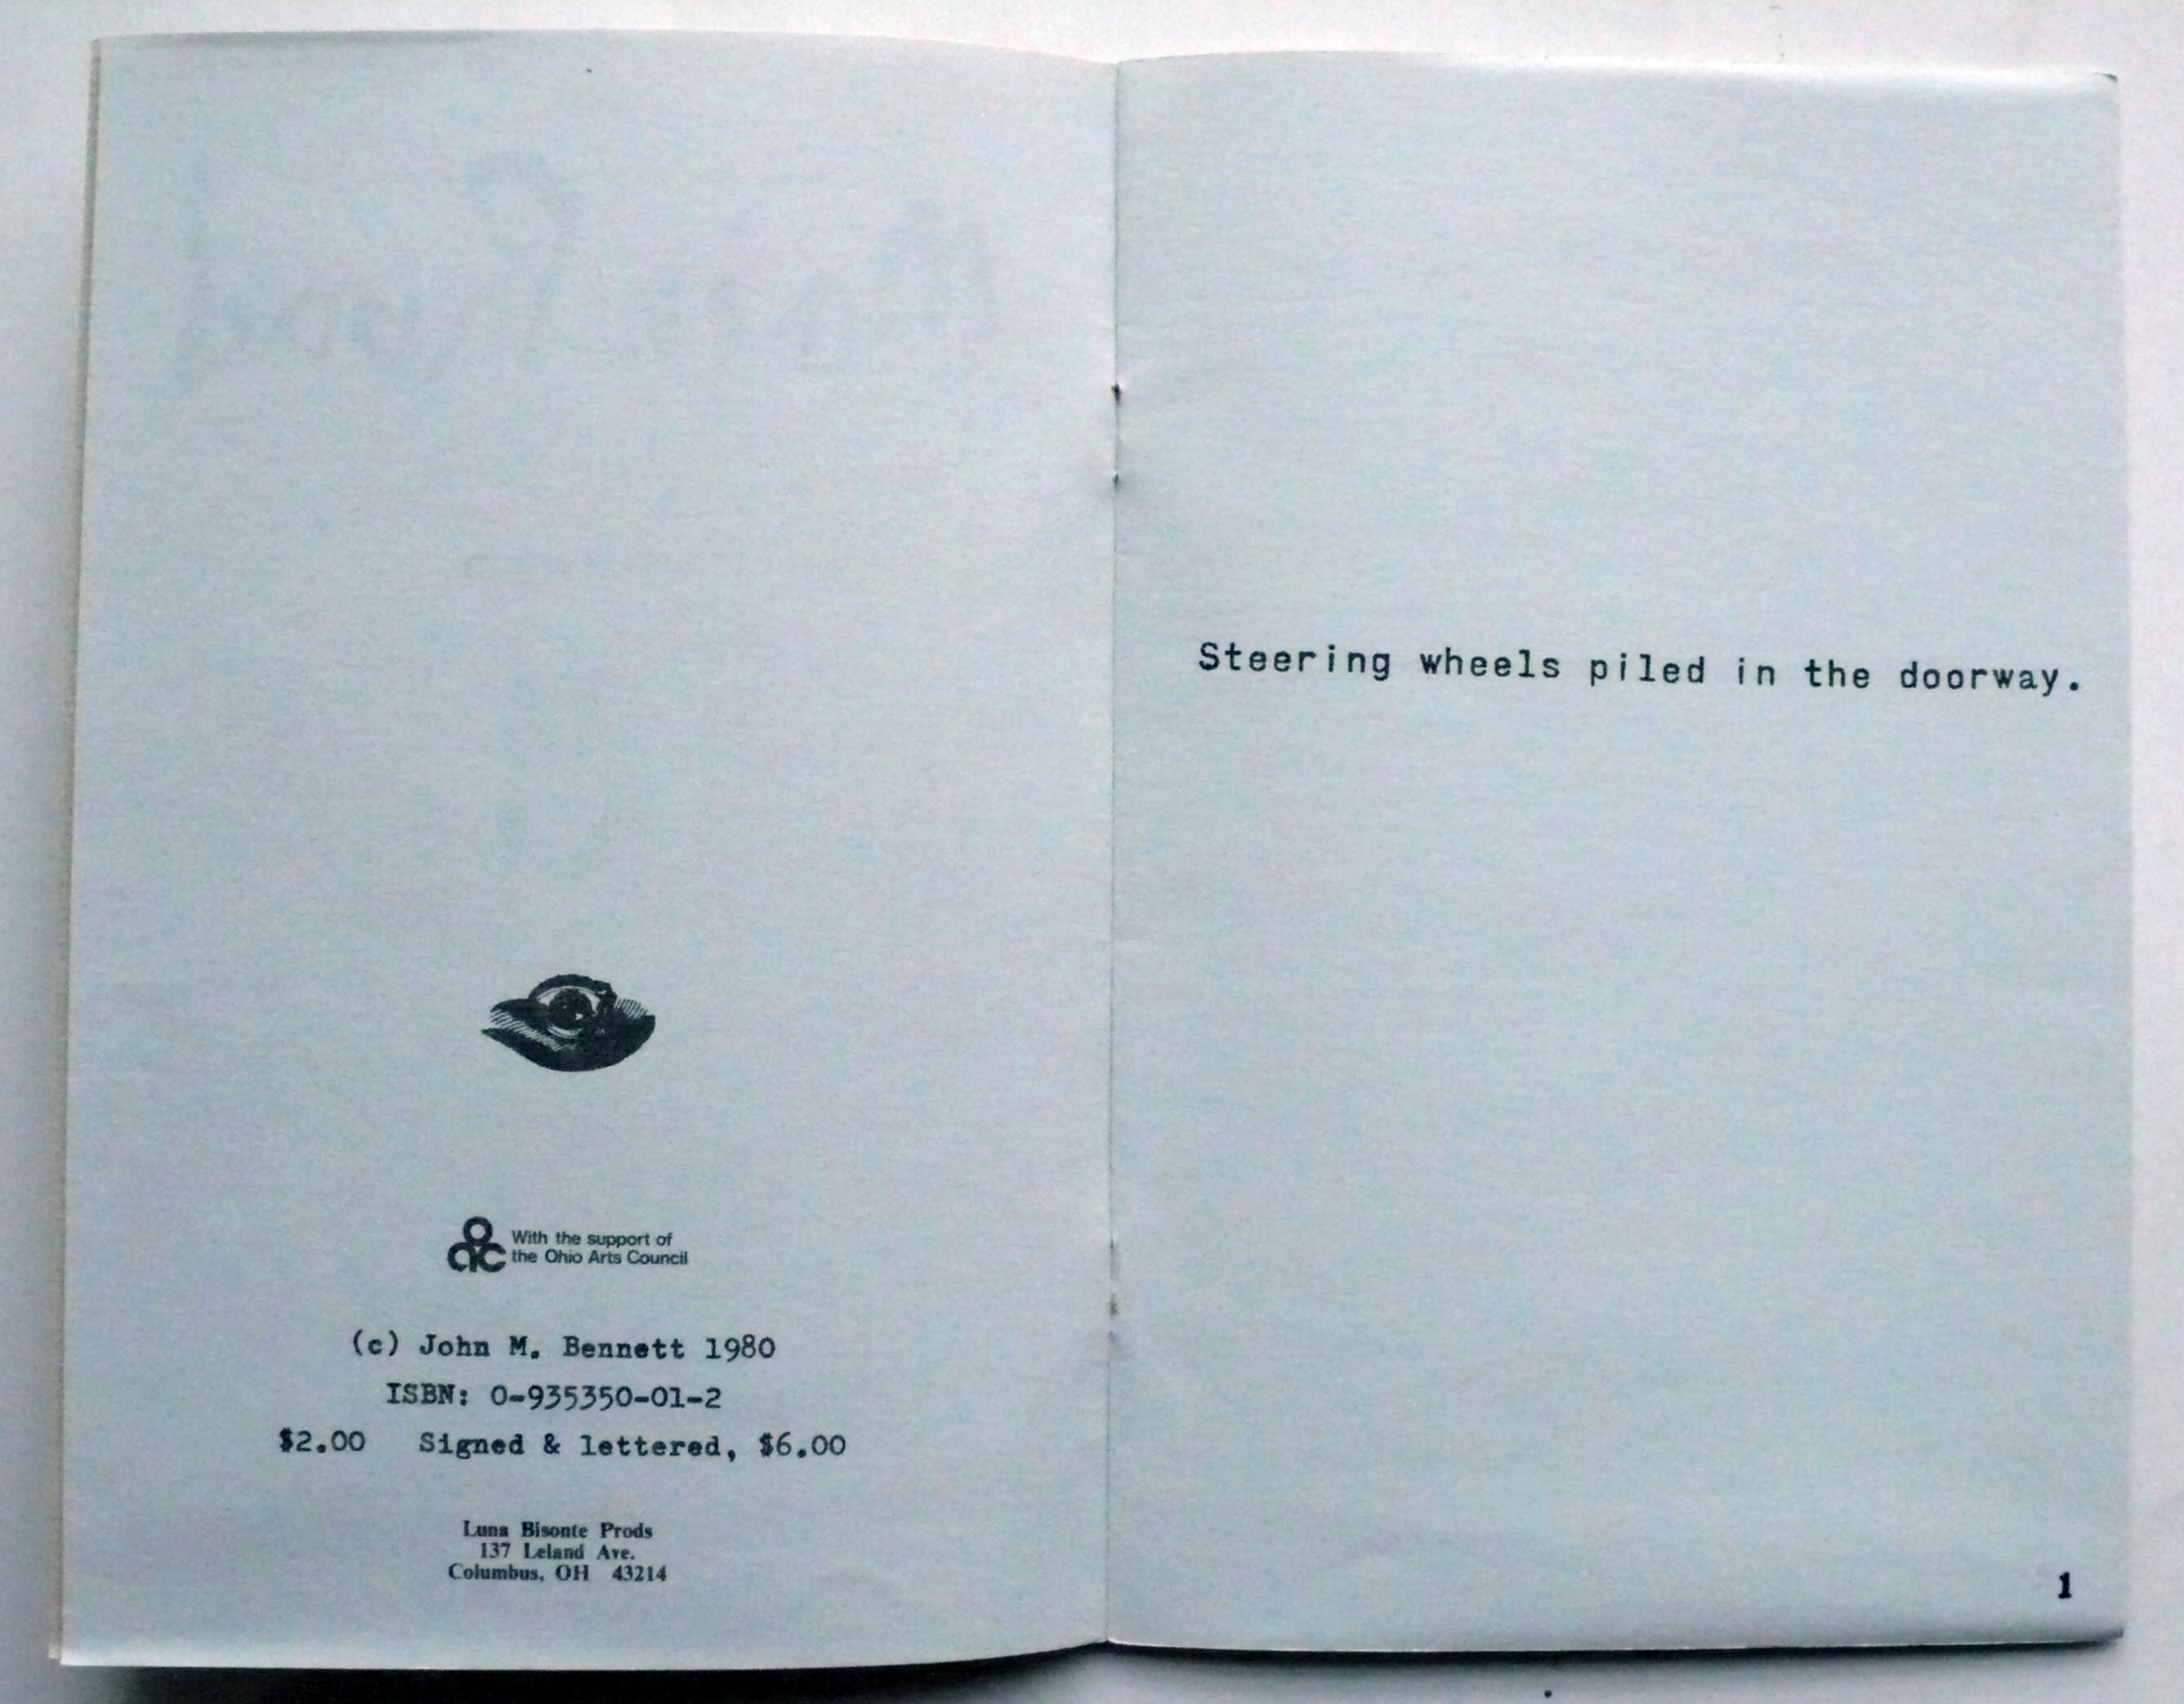 oac
With the support of
the Ohio Arts Council
(c) John M. Bennett 1980
ISBN: 0-935350-01-2
$2.00 Signed & lettered, $6.00
Luna Bisonte Prods
137 Leland Ave.
Columbus, OH 43214
Steering wheels piled in the doorway.
1